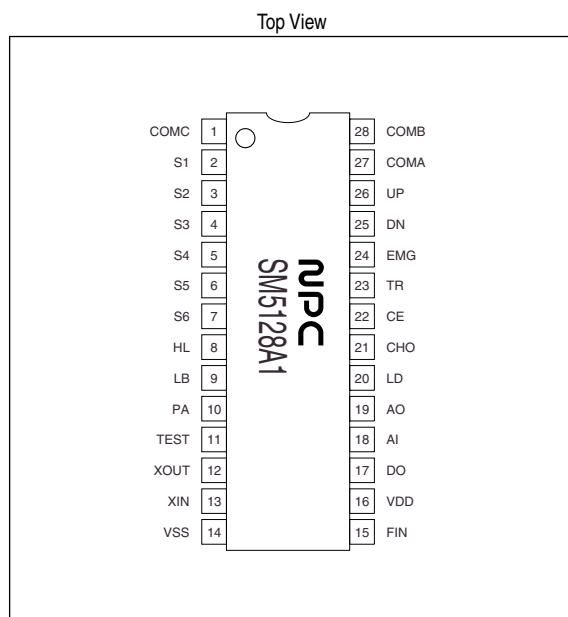 Top View
COMC 1 28 COMB
S1 2 27 COMA
S2 3 26 UP
S3 4 25 DN
S4 5 24 EMG
S5 6 23 TR
S6 7 22 CE
HL 8 21 CHO
LB 9 20 LD
PA 10 19 AO
TEST 11 18 AI
XOUT 12 17 DO
XIN 13 16 VDD
VSS 14 15 FIN
NPC
SM5128A1